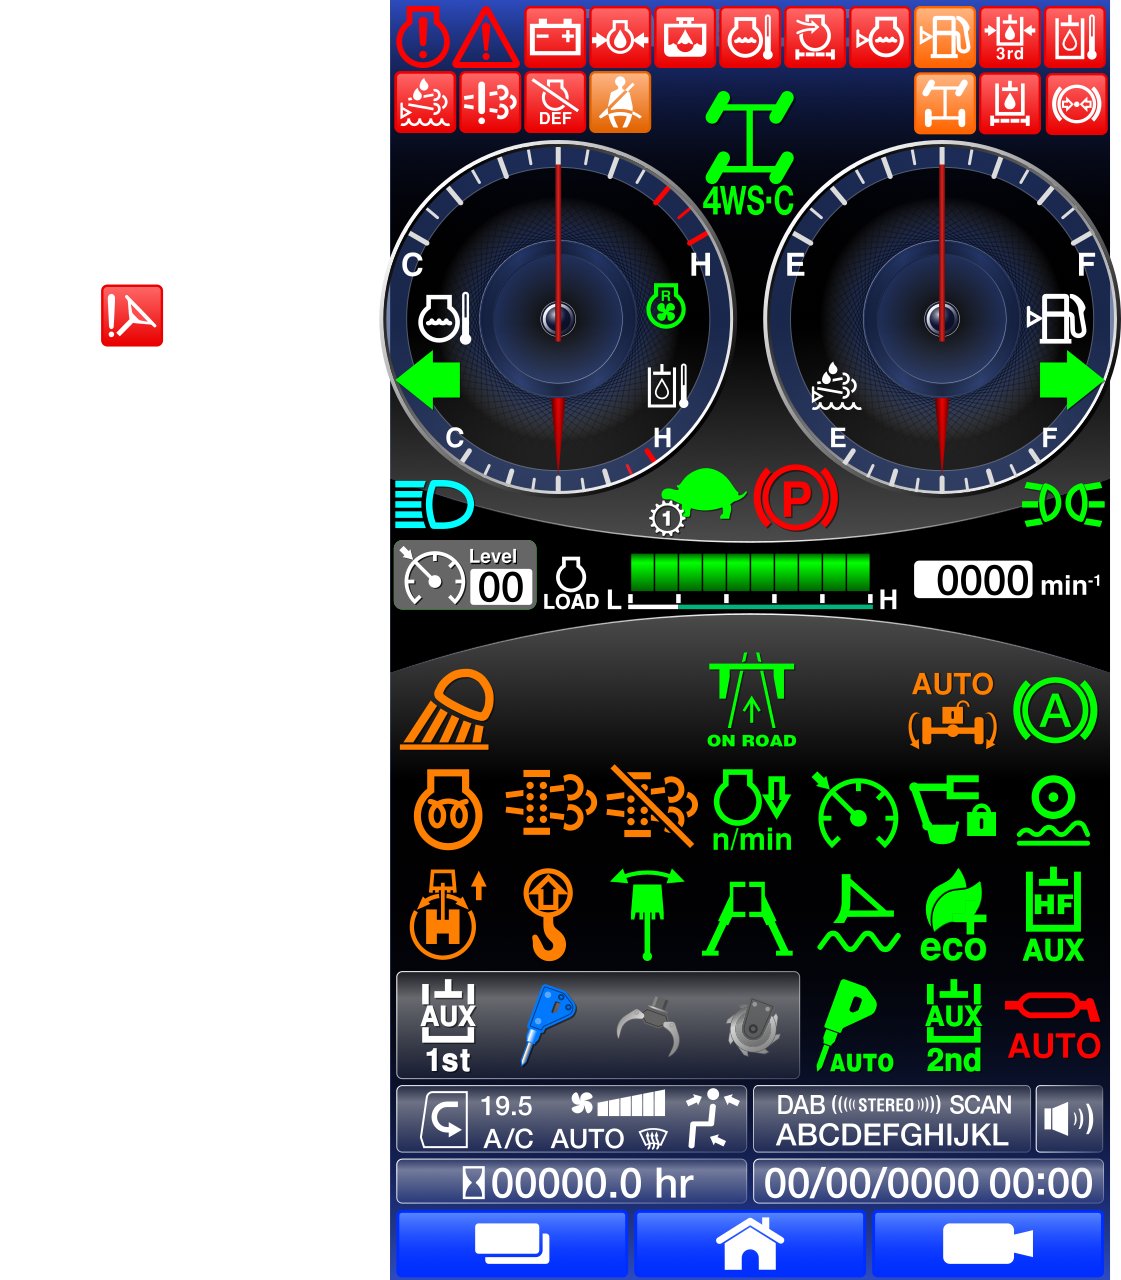 3rd
DEF
4WS·C
C H
E F
R
C H
E F
1
P
Level
00
LOAD L H
0000 min-1
AUTO
A
ON ROAD
n/min
HF
eco
AUX
AUX
1st
AUTO
AUX
2nd
AUTO
19.5
A/C AUTO
DAB STEREO SCAN
ABCDEFGHIJKL
00000.0 hr
00/00/0000 00:00